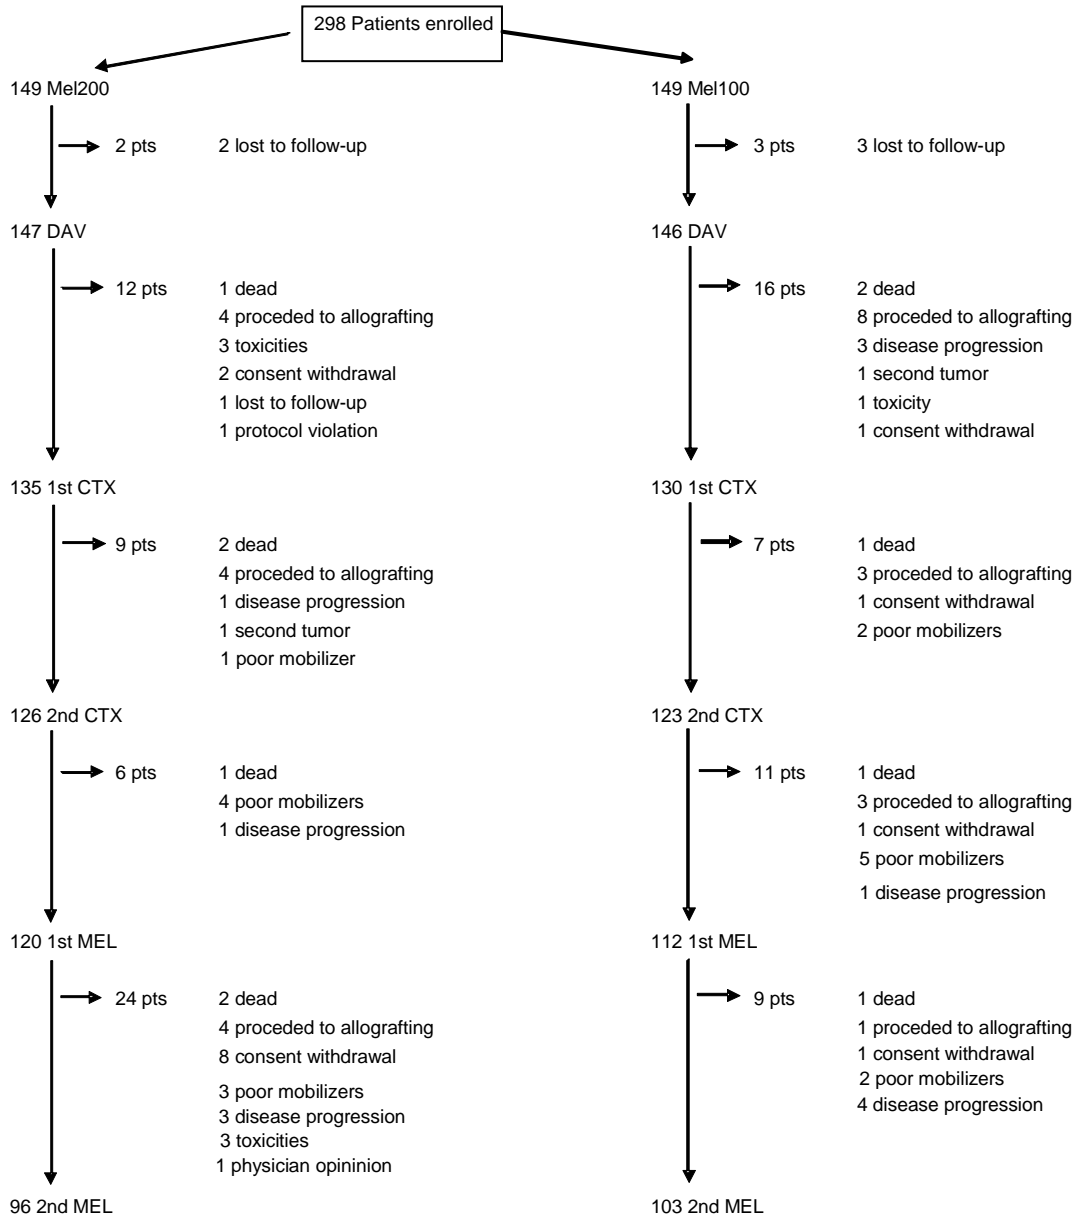 298 Patients enrolled
149 Mel200
149 Mel100
2 pts 2 lost to follow-up
3 pts 3 lost to follow-up
147 DAV
146 DAV
12 pts 1 dead
4 proceded to allografting
3 toxicities
2 consent withdrawal
1 lost to follow-up
1 protocol violation
16 pts 2 dead
8 proceded to allografting
3 disease progression
1 second tumor
1 toxicity
1 consent withdrawal
135 1st CTX
130 1st CTX
9 pts 2 dead
4 proceded to allografting
1 disease progression
1 second tumor
1 poor mobilizer
7 pts 1 dead
3 proceded to allografting
1 consent withdrawal
2 poor mobilizers
126 2nd CTX
123 2nd CTX
6 pts 1 dead
4 poor mobilizers
1 disease progression
11 pts 1 dead
3 proceded to allografting
1 consent withdrawal
5 poor mobilizers
1 disease progression
120 1st MEL
112 1st MEL
24 pts 2 dead
4 proceded to allografting
8 consent withdrawal
3 poor mobilizers
3 disease progression
3 toxicities
1 physician opininion
9 pts 1 dead
1 proceded to allografting
1 consent withdrawal
2 poor mobilizers
4 disease progression
96 2nd MEL
103 2nd MEL